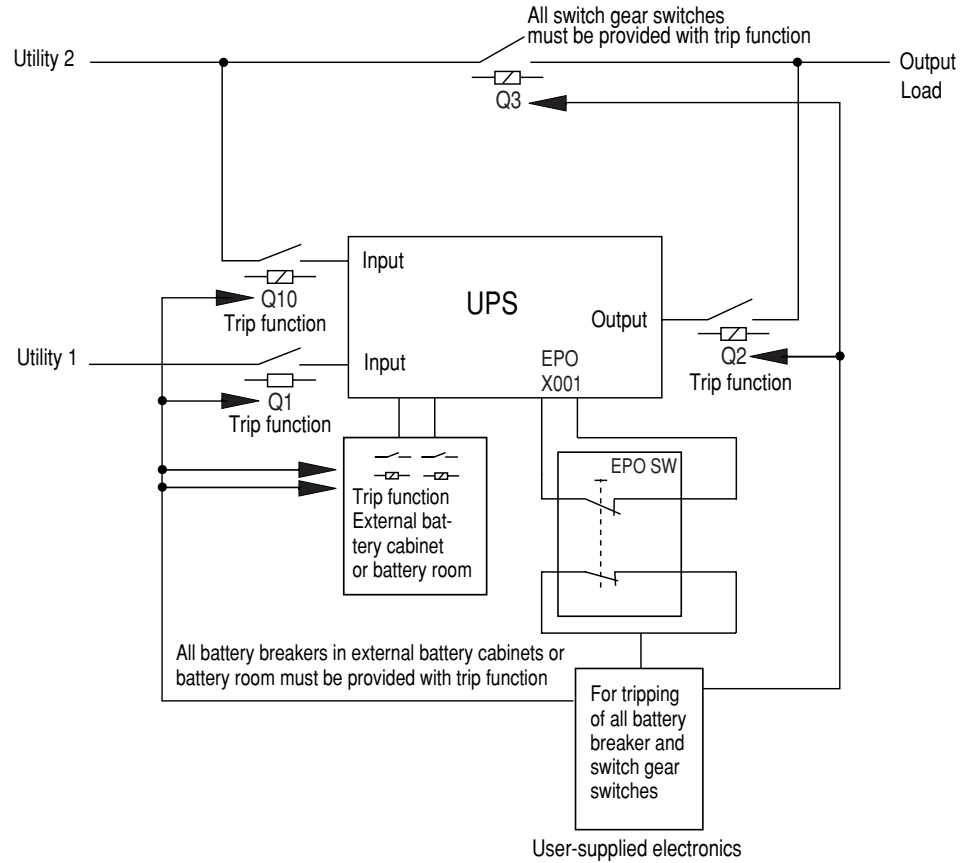 All switch gear switches
must be provided with trip function
Utility 2
Output
Load
Q3
Input
UPS
Q10
Trip function
Output
Utility 1
Input
EPO
X001
Q2
Trip function
Q1
Trip function
EPO SW
Trip function
External bat-
tery cabinet
or battery room
All battery breakers in external battery cabinets or
battery room must be provided with trip function
For tripping
of all battery
breaker and
switch gear
switches
User-supplied electronics